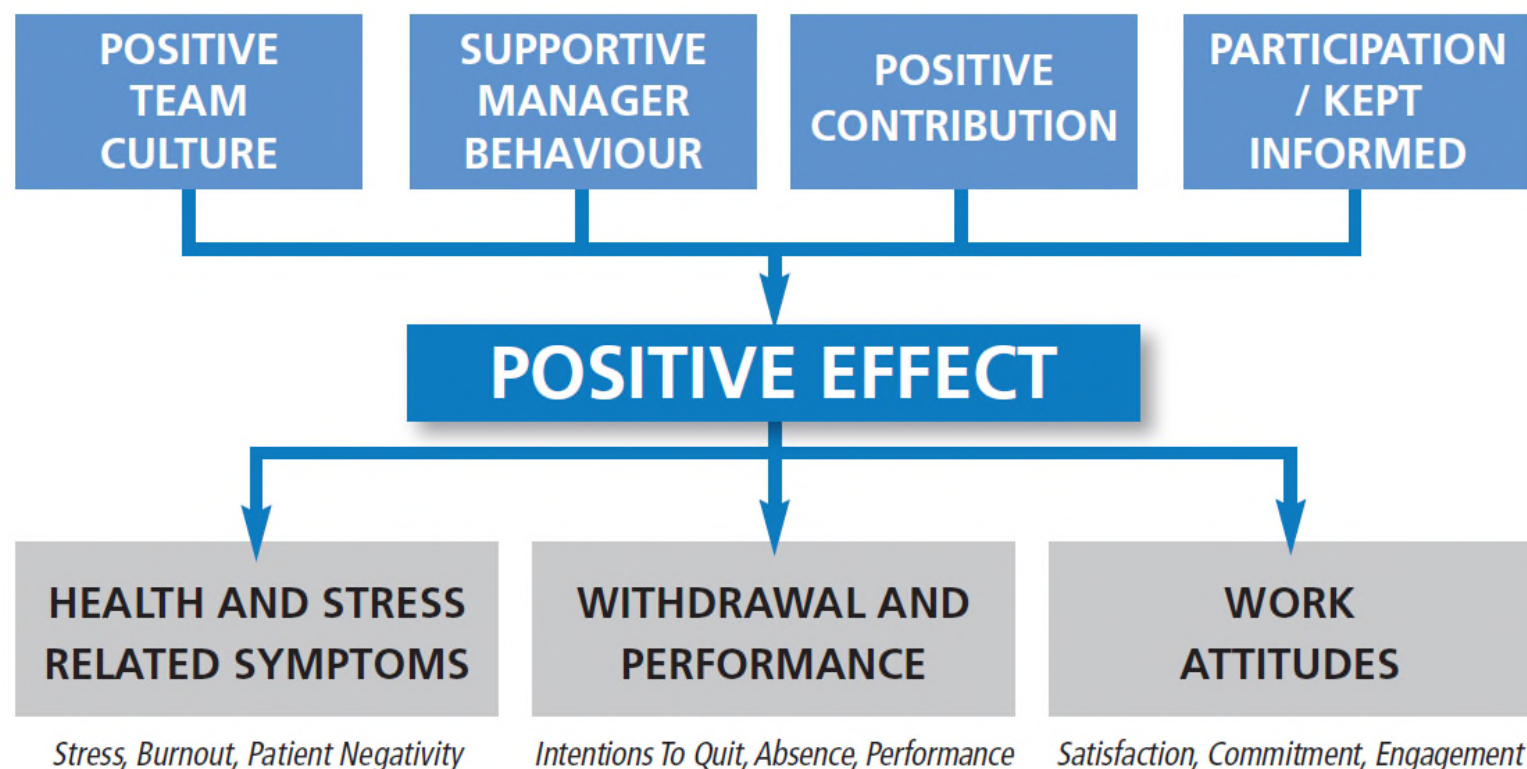 POSITIVE
TEAM
CULTURE
SUPPORTIVE
MANAGER
BEHAVIOUR
POSITIVE
CONTRIBUTION
PARTICIPATION
/ KEPT
INFORMED
POSITIVE EFFECT
HEALTH AND STRESS
RELATED SYMPTOMS
WITHDRAWAL AND
PERFORMANCE
WORK
ATTITUDES
Stress, Burnout, Patient Negativity
Intentions To Quit, Absence, Performance
Satisfaction, Commitment, Engagement